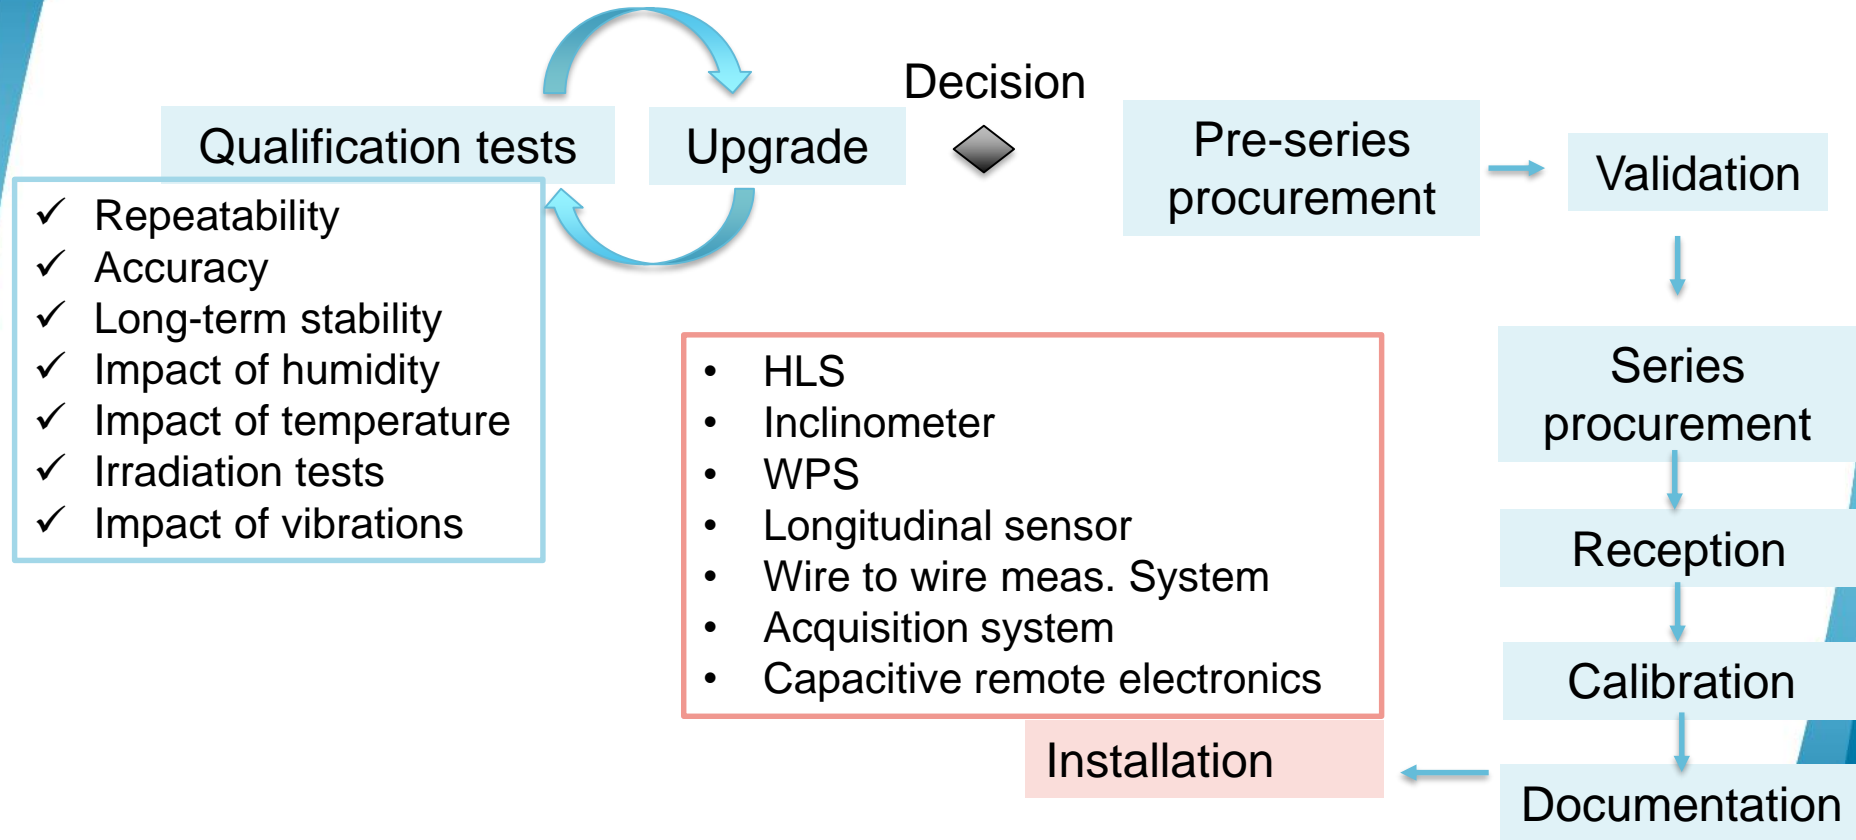 Decision
Qualification tests
Upgrade
Pre-series
procurement
Validation
✓ Repeatability
✓ Accuracy
✓ Long-term stability
✓ Impact of humidity
✓ Impact of temperature
✓ Irradiation tests
✓ Impact of vibrations
• HLS
• Inclinometer
• WPS
• Longitudinal sensor
• Wire to wire meas. System
• Acquisition system
• Capacitive remote electronics
Series
procurement
Reception
Calibration
Documentation
Installation